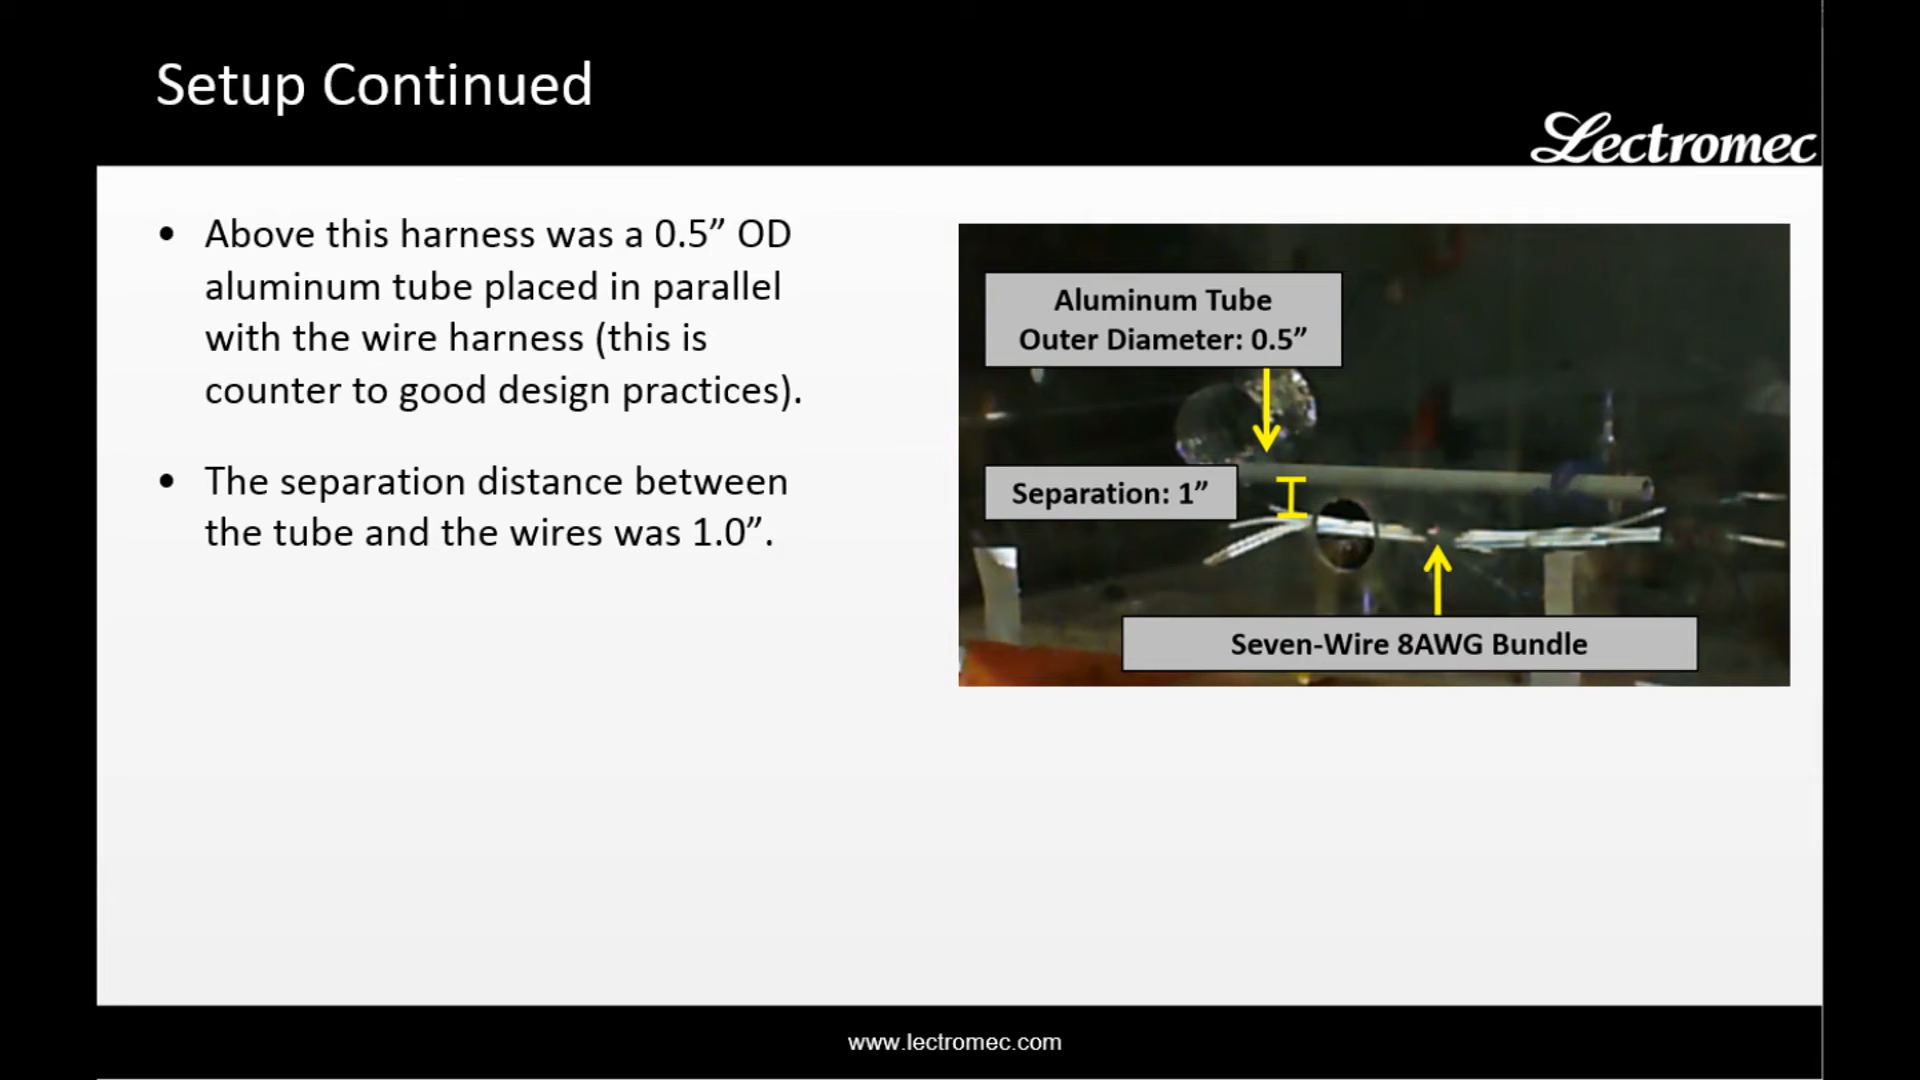 Setup Continued
Lectromec
• Above this harness was a 0.5” OD
aluminum tube placed in parallel
with the wire harness (this is
counter to good design practices).
• The separation distance between
the tube and the wires was 1.0”.
Aluminum Tube
Outer Diameter: 0.5”
Separation: 1”
Seven-Wire 8AWG Bundle
www.lectromec.com